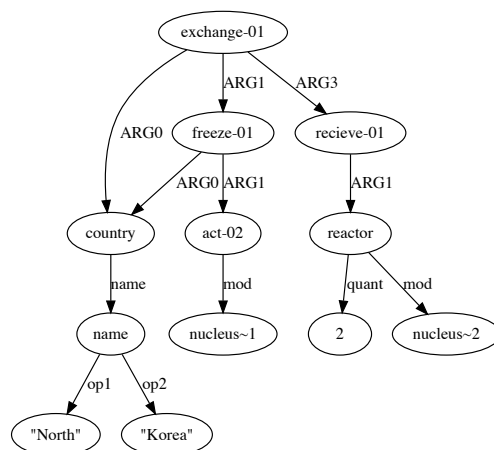 exchange-01
ARG1
ARG3
ARG0
freeze-01
recieve-01
ARG0
ARG1
ARG1
country
act-02
reactor
name
mod
quant
mod
name
nucleus~1
2
nucleus~2
op1
op2
"North"
"Korea"